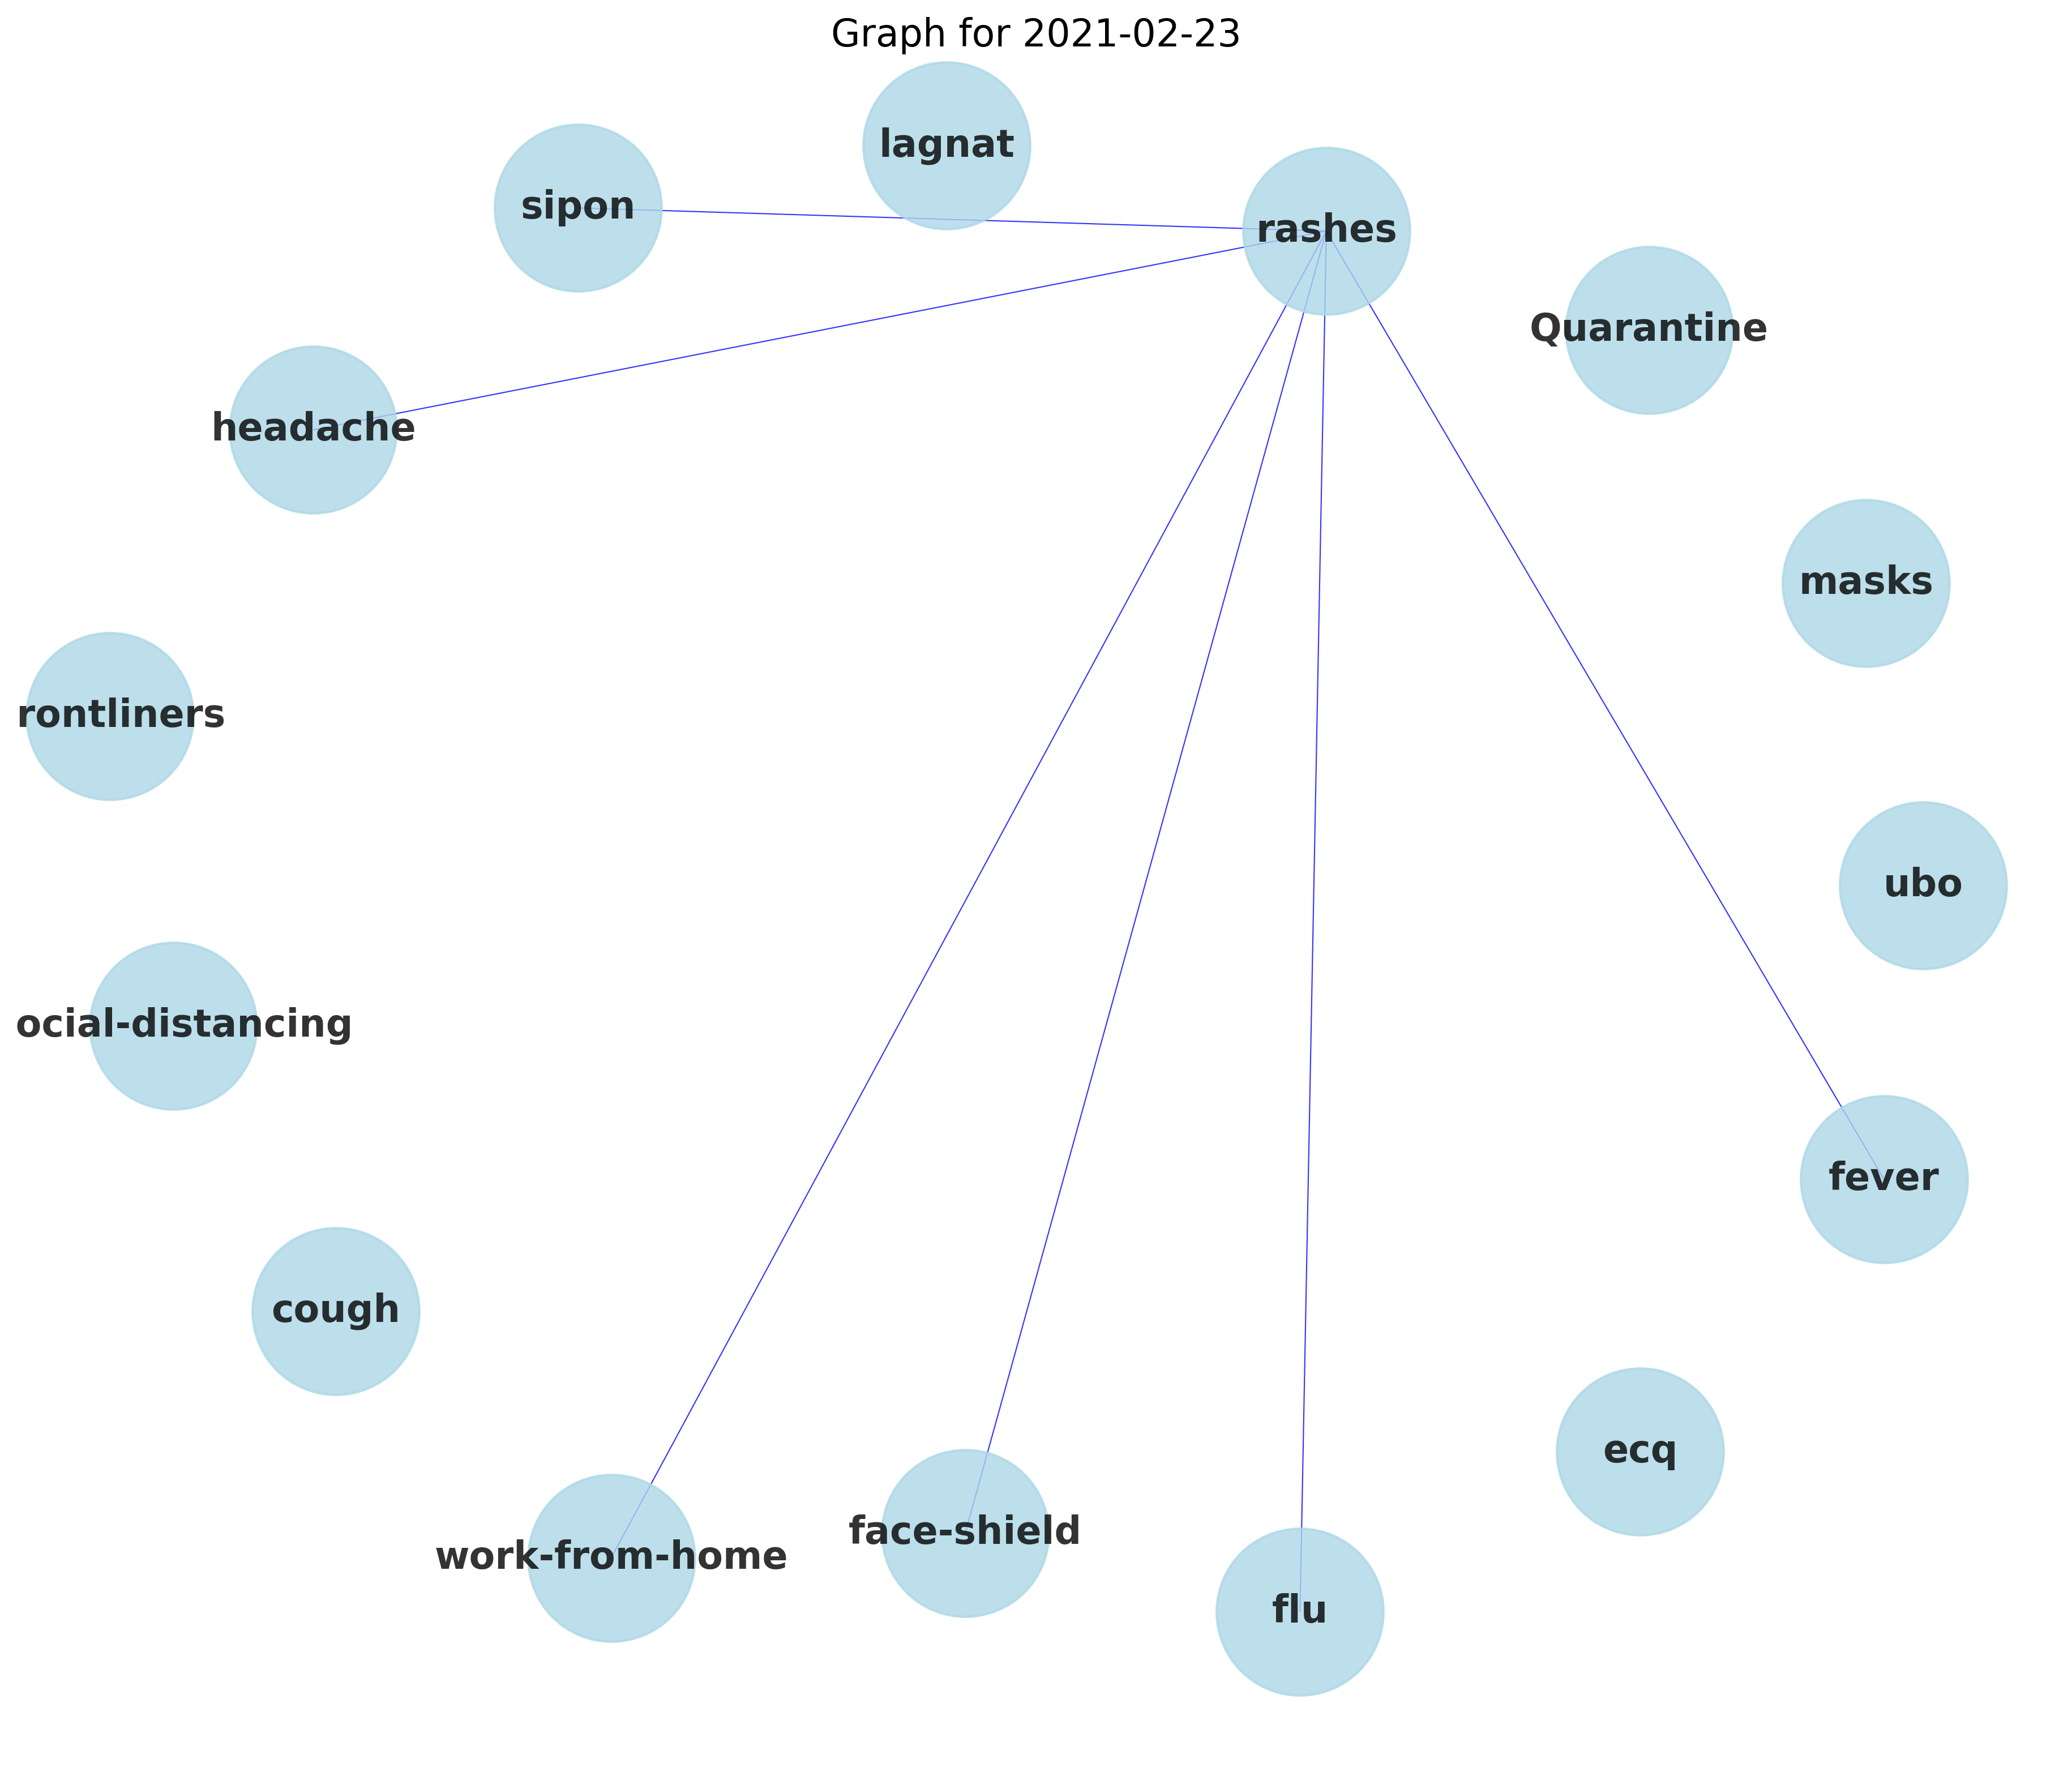 Graph for 2021-02-23
lagnat
sipon
rashes
Quarantine
headache
masks
rontliners
ubo
ocial-distancing
fever
cough
ecq
face-shield
work-from-home
flu